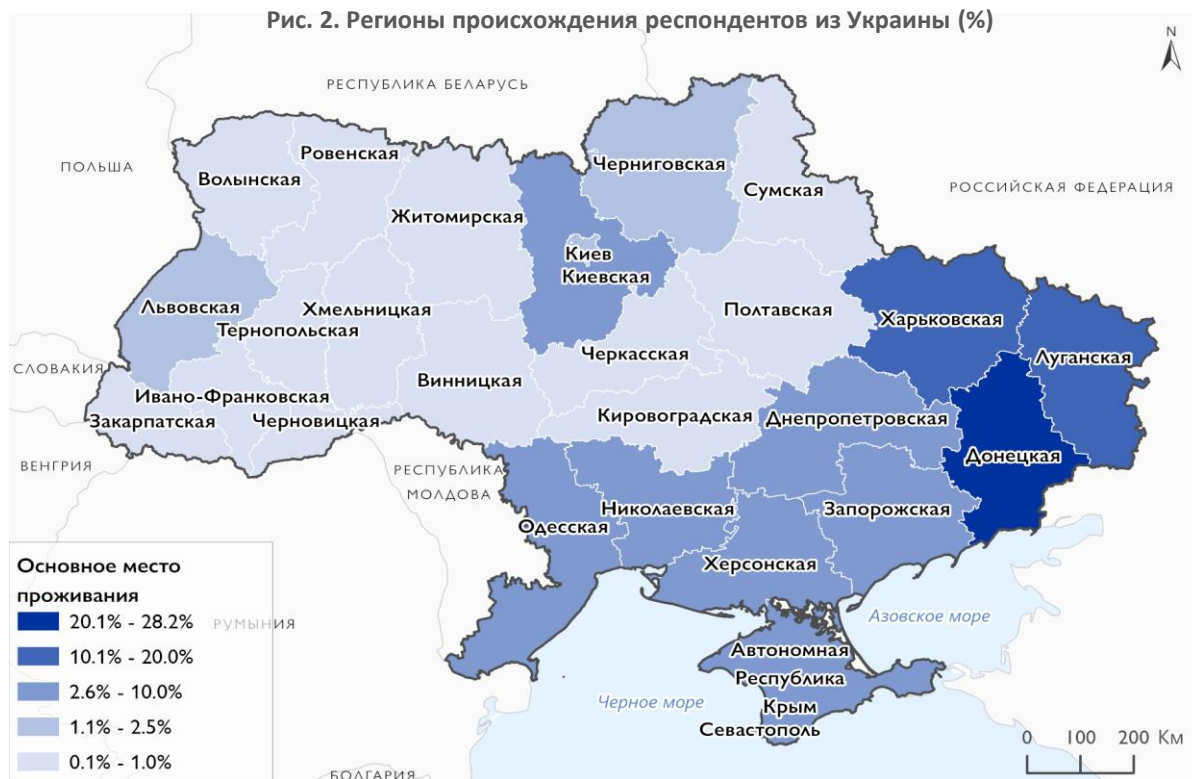 Рис. 2. Регионы происхождения респондентов из Украины (%)
N
РЕСПУБЛИКА БЕЛАРУСЬ
ПОЛЬША
РОССИЙСКАЯ ФЕДЕРАЦИЯ
Ровенская
Волынская
Черниговская
Сумская
Житомирская
Киев
Киевская
Львовская
Хмельницкая
Тернопольская
Полтавская
Харьковская
Луганская
СЛОВАКИЯ
Черкасская
Винницкая
Ивано-Франковская
Закарпатская
Черновицкая
Кировоградская
Днепропетровская
Донецкая
ВЕНГРИЯ
РЕСПУБЛИКА
МОЛДОВА
Одесская
Николаевская
Запорожская
Херсонская
Азовское море
Автономная
Республика
Крым
Севастополь
Черное море
РУМЫНИЯ
БОЛГАРИЯ
Основное место
проживания
20.1% - 28.2%
10.1% - 20.0%
2.6% - 10.0%
1.1% - 2.5%
0.1% - 1.0%
0 100 200 Км